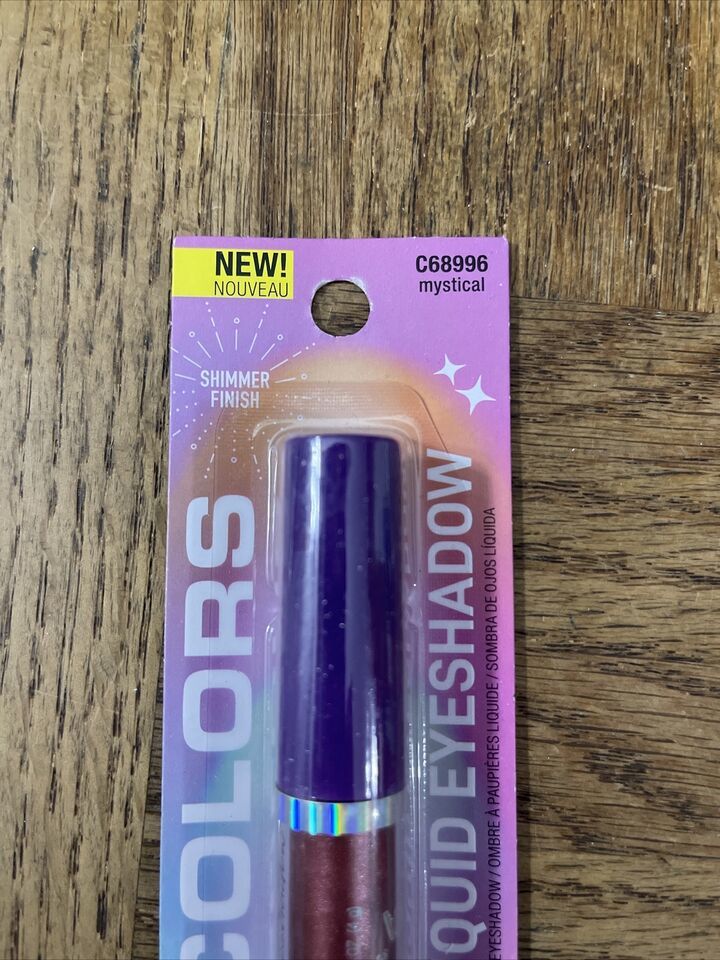 NEW!
NOUVEAU
C68996
mystical
SHIMMER
FINISH
COLORS
QUID EYESHADOW
EYESHADOW / OMBRE À PAUPIÈRES LIQUIDE / SOMBRA DE OJOS LÍQUIDA